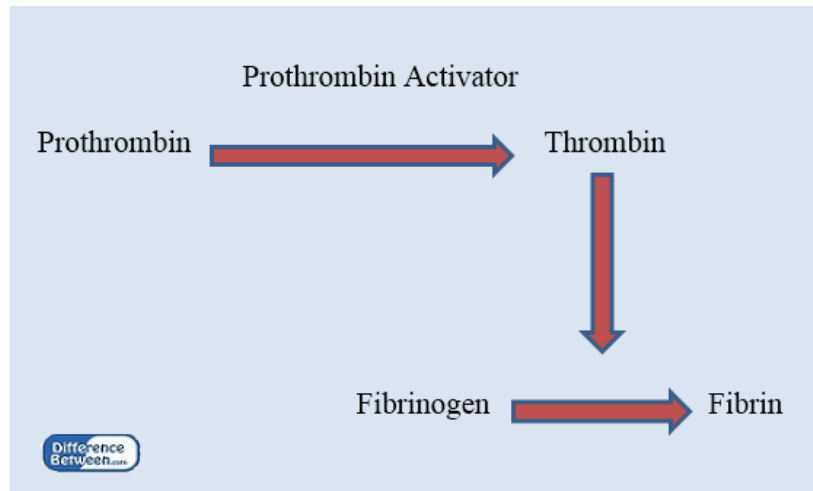 Prothrombin Activator
Prothrombin Thrombin
Fibrinogen Fibrin
Difference
Between.com